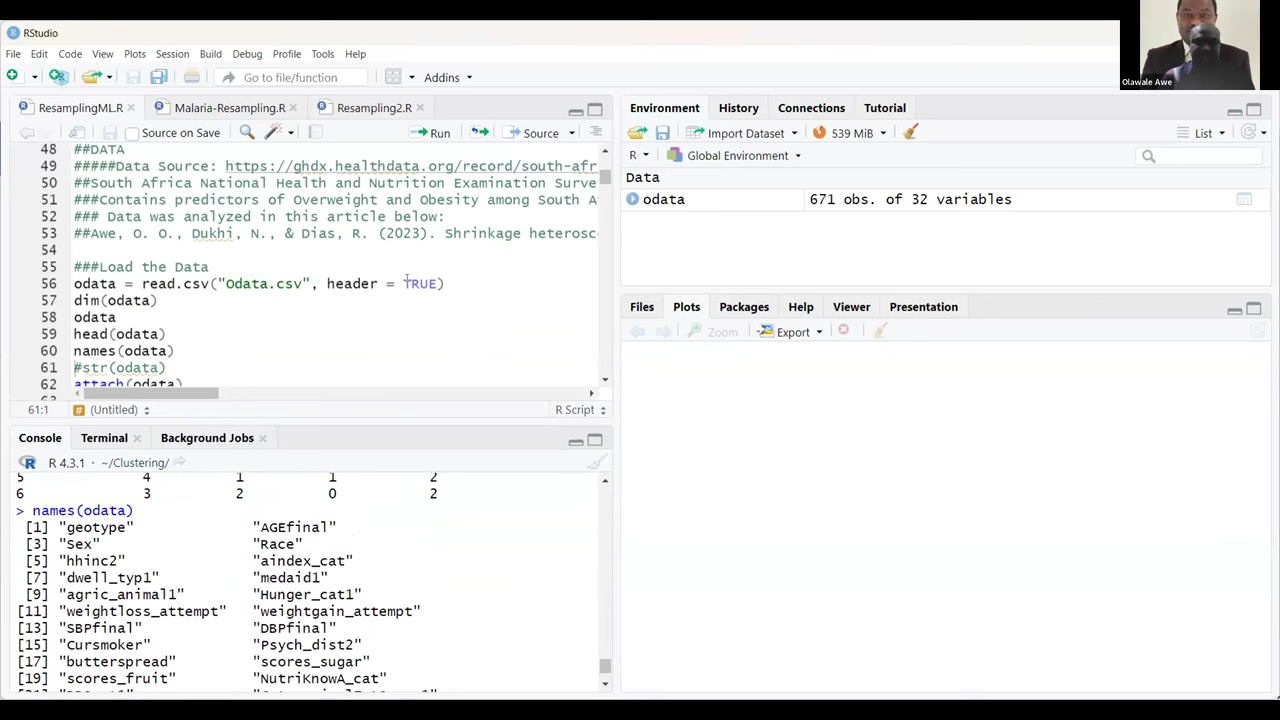 RStudio
File Edit Code View Plots Session Build Debug Profile Tools Help
Go to file/function Addins
Olawale Awe
ResamplingML.R Malaria-Resampling.R Resampling2.R
Source on Save Run Source
48 ##DATA
49 #####Data Source: https://ghdx.healthdata.org/record/south-afr
50 ##South Africa National Health and Nutrition Examination Surve
51 ###Contains predictors of Overweight and Obesity among South A
52 ### Data was analyzed in this article below:
53 ##Awe, O. O., Dukhi, N., & Dias, R. (2023). Shrinkage heterosc
54
55 ###Load the Data
56 odata = read.csv("Odata.csv", header = TRUE)
57 dim(odata)
58 odata
59 head(odata)
60 names(odata)
61 #str(odata)
62 attach(odata)
61:1 # (Untitled) R Script
Console Terminal Background Jobs
R 4.3.1 · ~/Clustering/
5 4 1 1 2
6 3 2 0 2
> names(odata)
[1] "geotype" "AGEfinal"
[3] "Sex" "Race"
[5] "hhinc2" "aindex_cat"
[7] "dwell_typ1" "medaid1"
[9] "agric_animal1" "Hunger_cat1"
[11] "weightloss_attempt" "weightgain_attempt"
[13] "SBPfinal" "DBPfinal"
[15] "Cursmoker" "Psych_dist2"
[17] "butterspread" "scores_sugar"
[19] "scores_fruit" "NutriKnowA_cat"
Environment History Connections Tutorial
Import Dataset 539 MiB List
R Global Environment
Data
odata 671 obs. of 32 variables
Files Plots Packages Help Viewer Presentation
Zoom Export